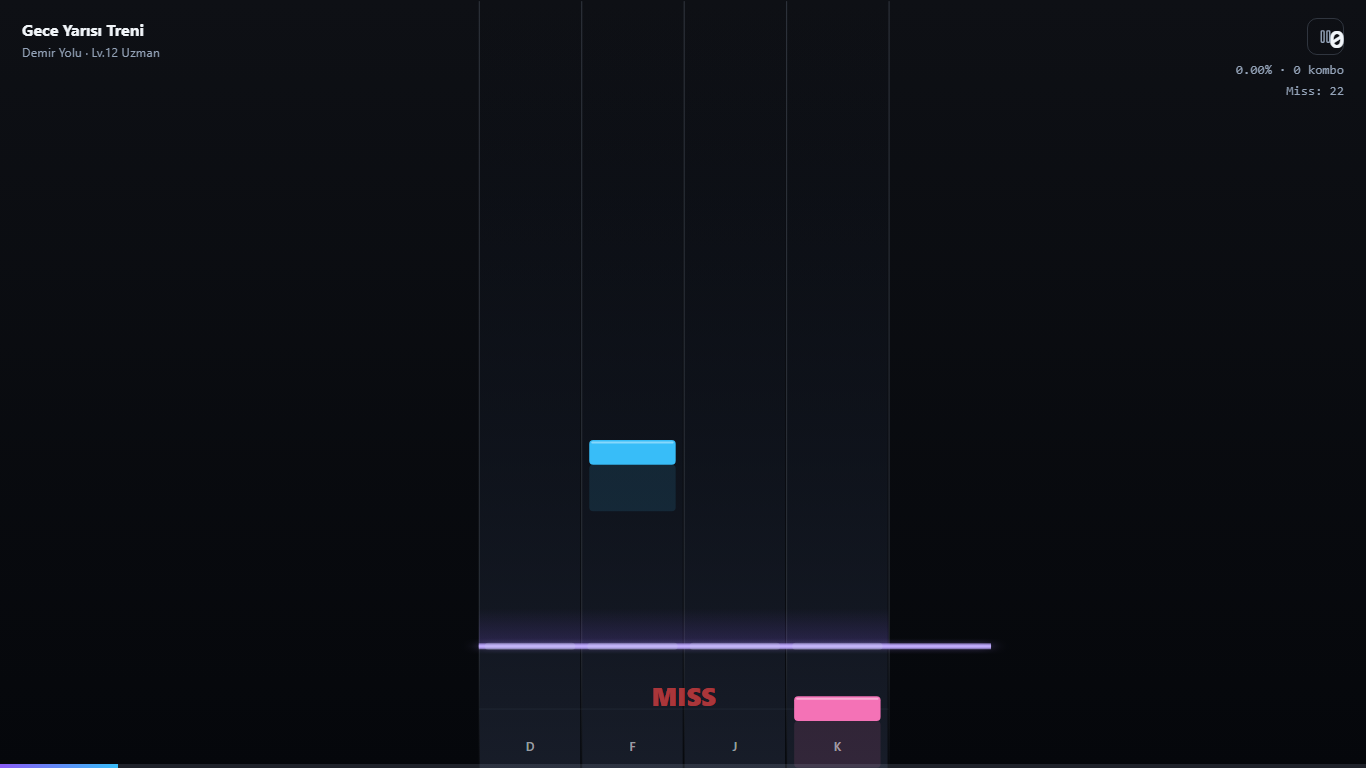 Gece Yarısı Treni
Demir Yolu · Lv.12 Uzman
0
0.00% · 0 kombo
Miss: 22
MISS
D F J K